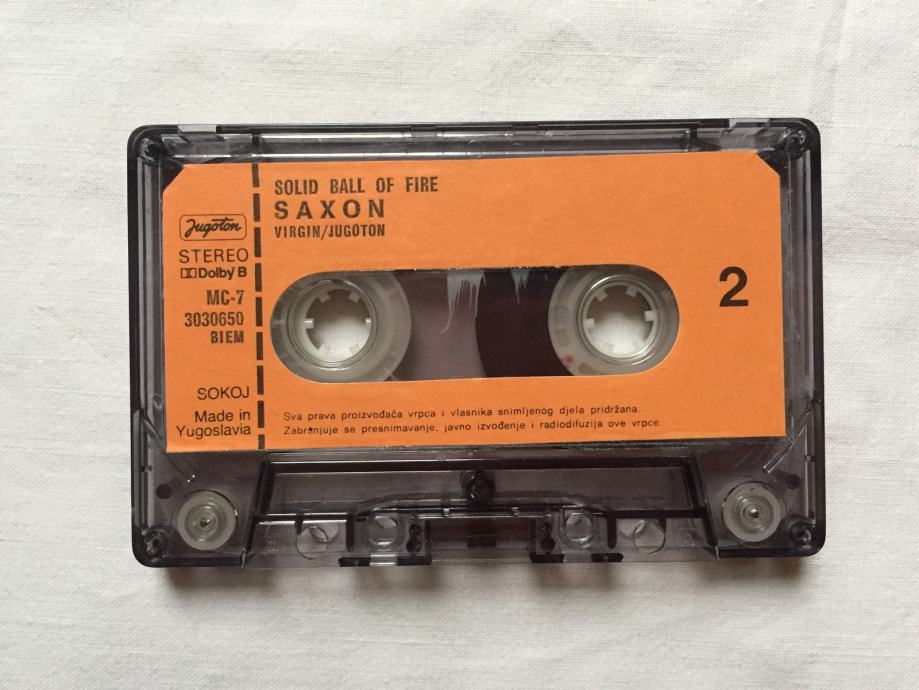 Jugoton
STEREO
Dolby B
MC-7
3030650
BIEM
SOKOJ
Made in
Yugoslavia
SOLID BALL OF FIRE
SAXON
VIRGIN/JUGOTON
2
Sva prava proizvođača vrpca i vlasnika snimljenog djela pridržana.
Zabranjuje se presnimavanje, javno izvođenje i radiodifuzija ove vrpce.